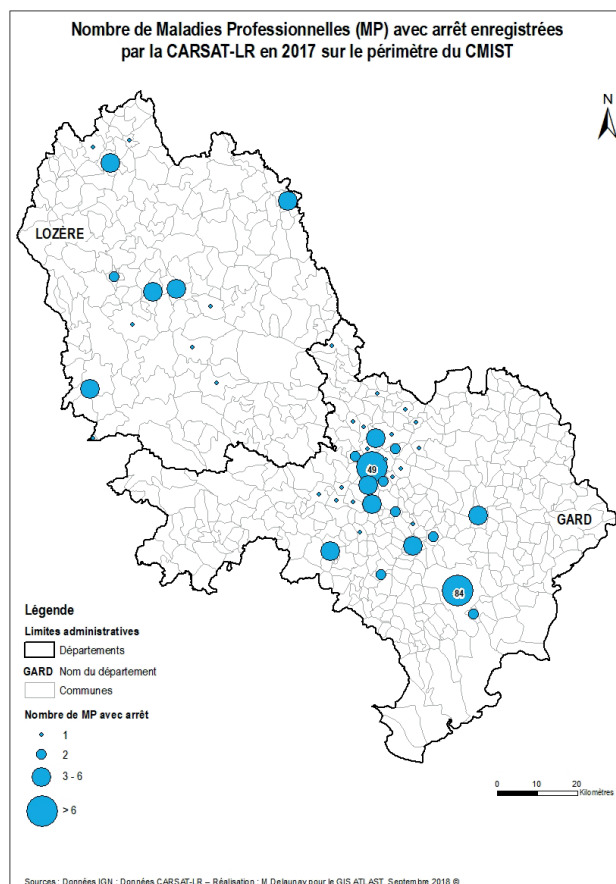 Nombre de Maladies Professionnelles (MP) avec arrêt enregistrées
par la CARSAT-LR en 2017 sur le périmètre du CMIST
N
LOZÈRE
49
GARD
84
Légende
Limites administratives
Départements
GARD Nom du département
Communes
Nombre de MP avec arrêt
1
2
3 - 6
> 6
0 10 20
Kilomètres
Sources : Données IGN ; Données CARSAT-LR – Réalisation : M.Delaunay pour le GIS ATLAST, Septembre 2018 ©